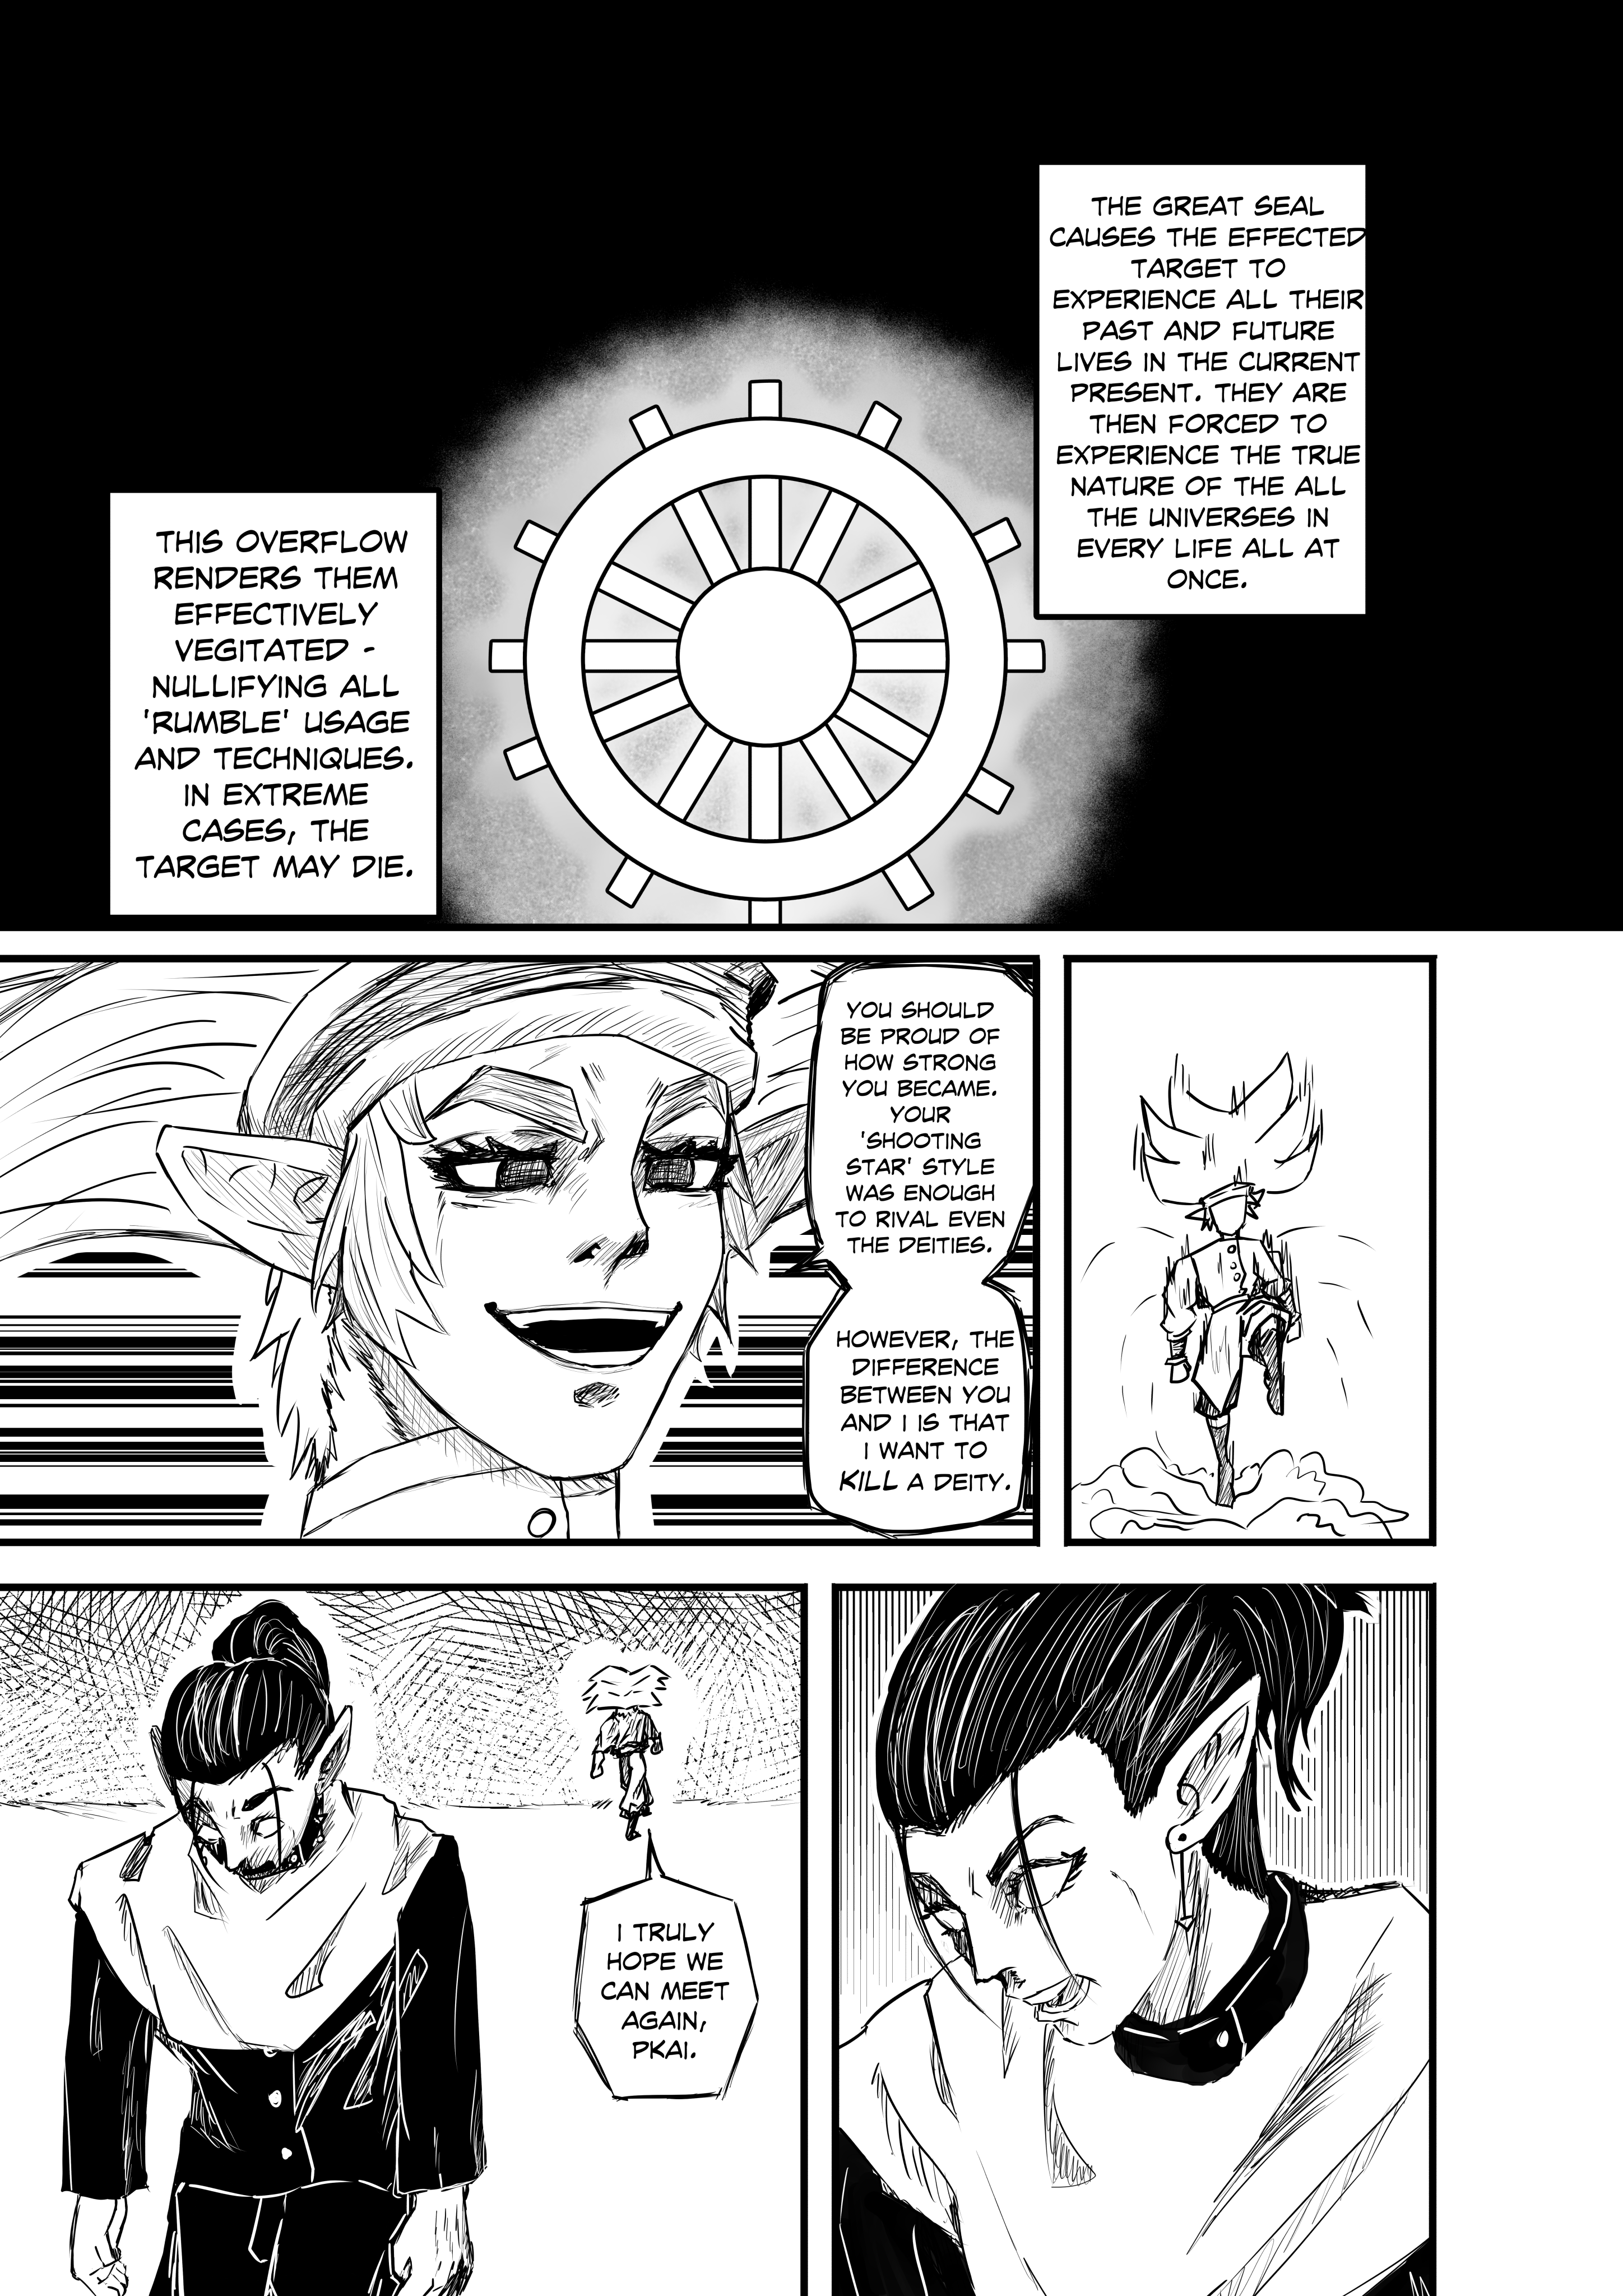 THE GREAT SEAL
CAUSES THE EFFECTED
TARGET TO
EXPERIENCE ALL THEIR
PAST AND FUTURE
LIVES IN THE CURRENT
PRESENT. THEY ARE
THEN FORCED TO
EXPERIENCE THE TRUE
NATURE OF THE ALL
THE UNIVERSES IN
EVERY LIFE ALL AT
ONCE.
THIS OVERFLOW
RENDERS THEM
EFFECTIVELY
VEGITATED -
NULLIFYING ALL
'RUMBLE' USAGE
AND TECHNIQUES.
IN EXTREME
CASES, THE
TARGET MAY DIE.
YOU SHOULD
BE PROUD OF
HOW STRONG
YOU BECAME.
YOUR
'SHOOTING
STAR' STYLE
WAS ENOUGH
TO RIVAL EVEN
THE DEITIES.
HOWEVER, THE
DIFFERENCE
BETWEEN YOU
AND I IS THAT
I WANT TO
KILL A DEITY.
I TRULY
HOPE WE
CAN MEET
AGAIN,
PKAI.